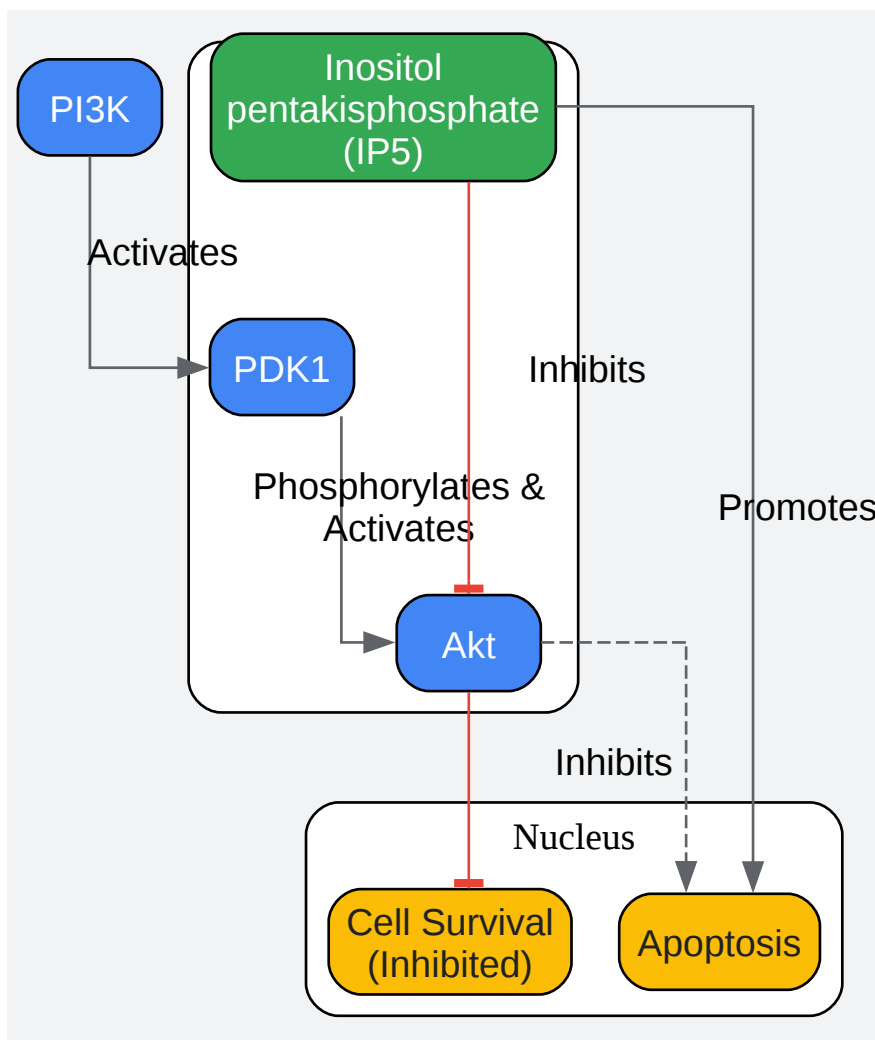 Inositol
pentakisphosphate
(IP5)
PI3K
Activates
PDK1
Inhibits
Phosphorylates &
Activates
Promotes
Akt
Inhibits
Nucleus
Cell Survival
(Inhibited)
Apoptosis